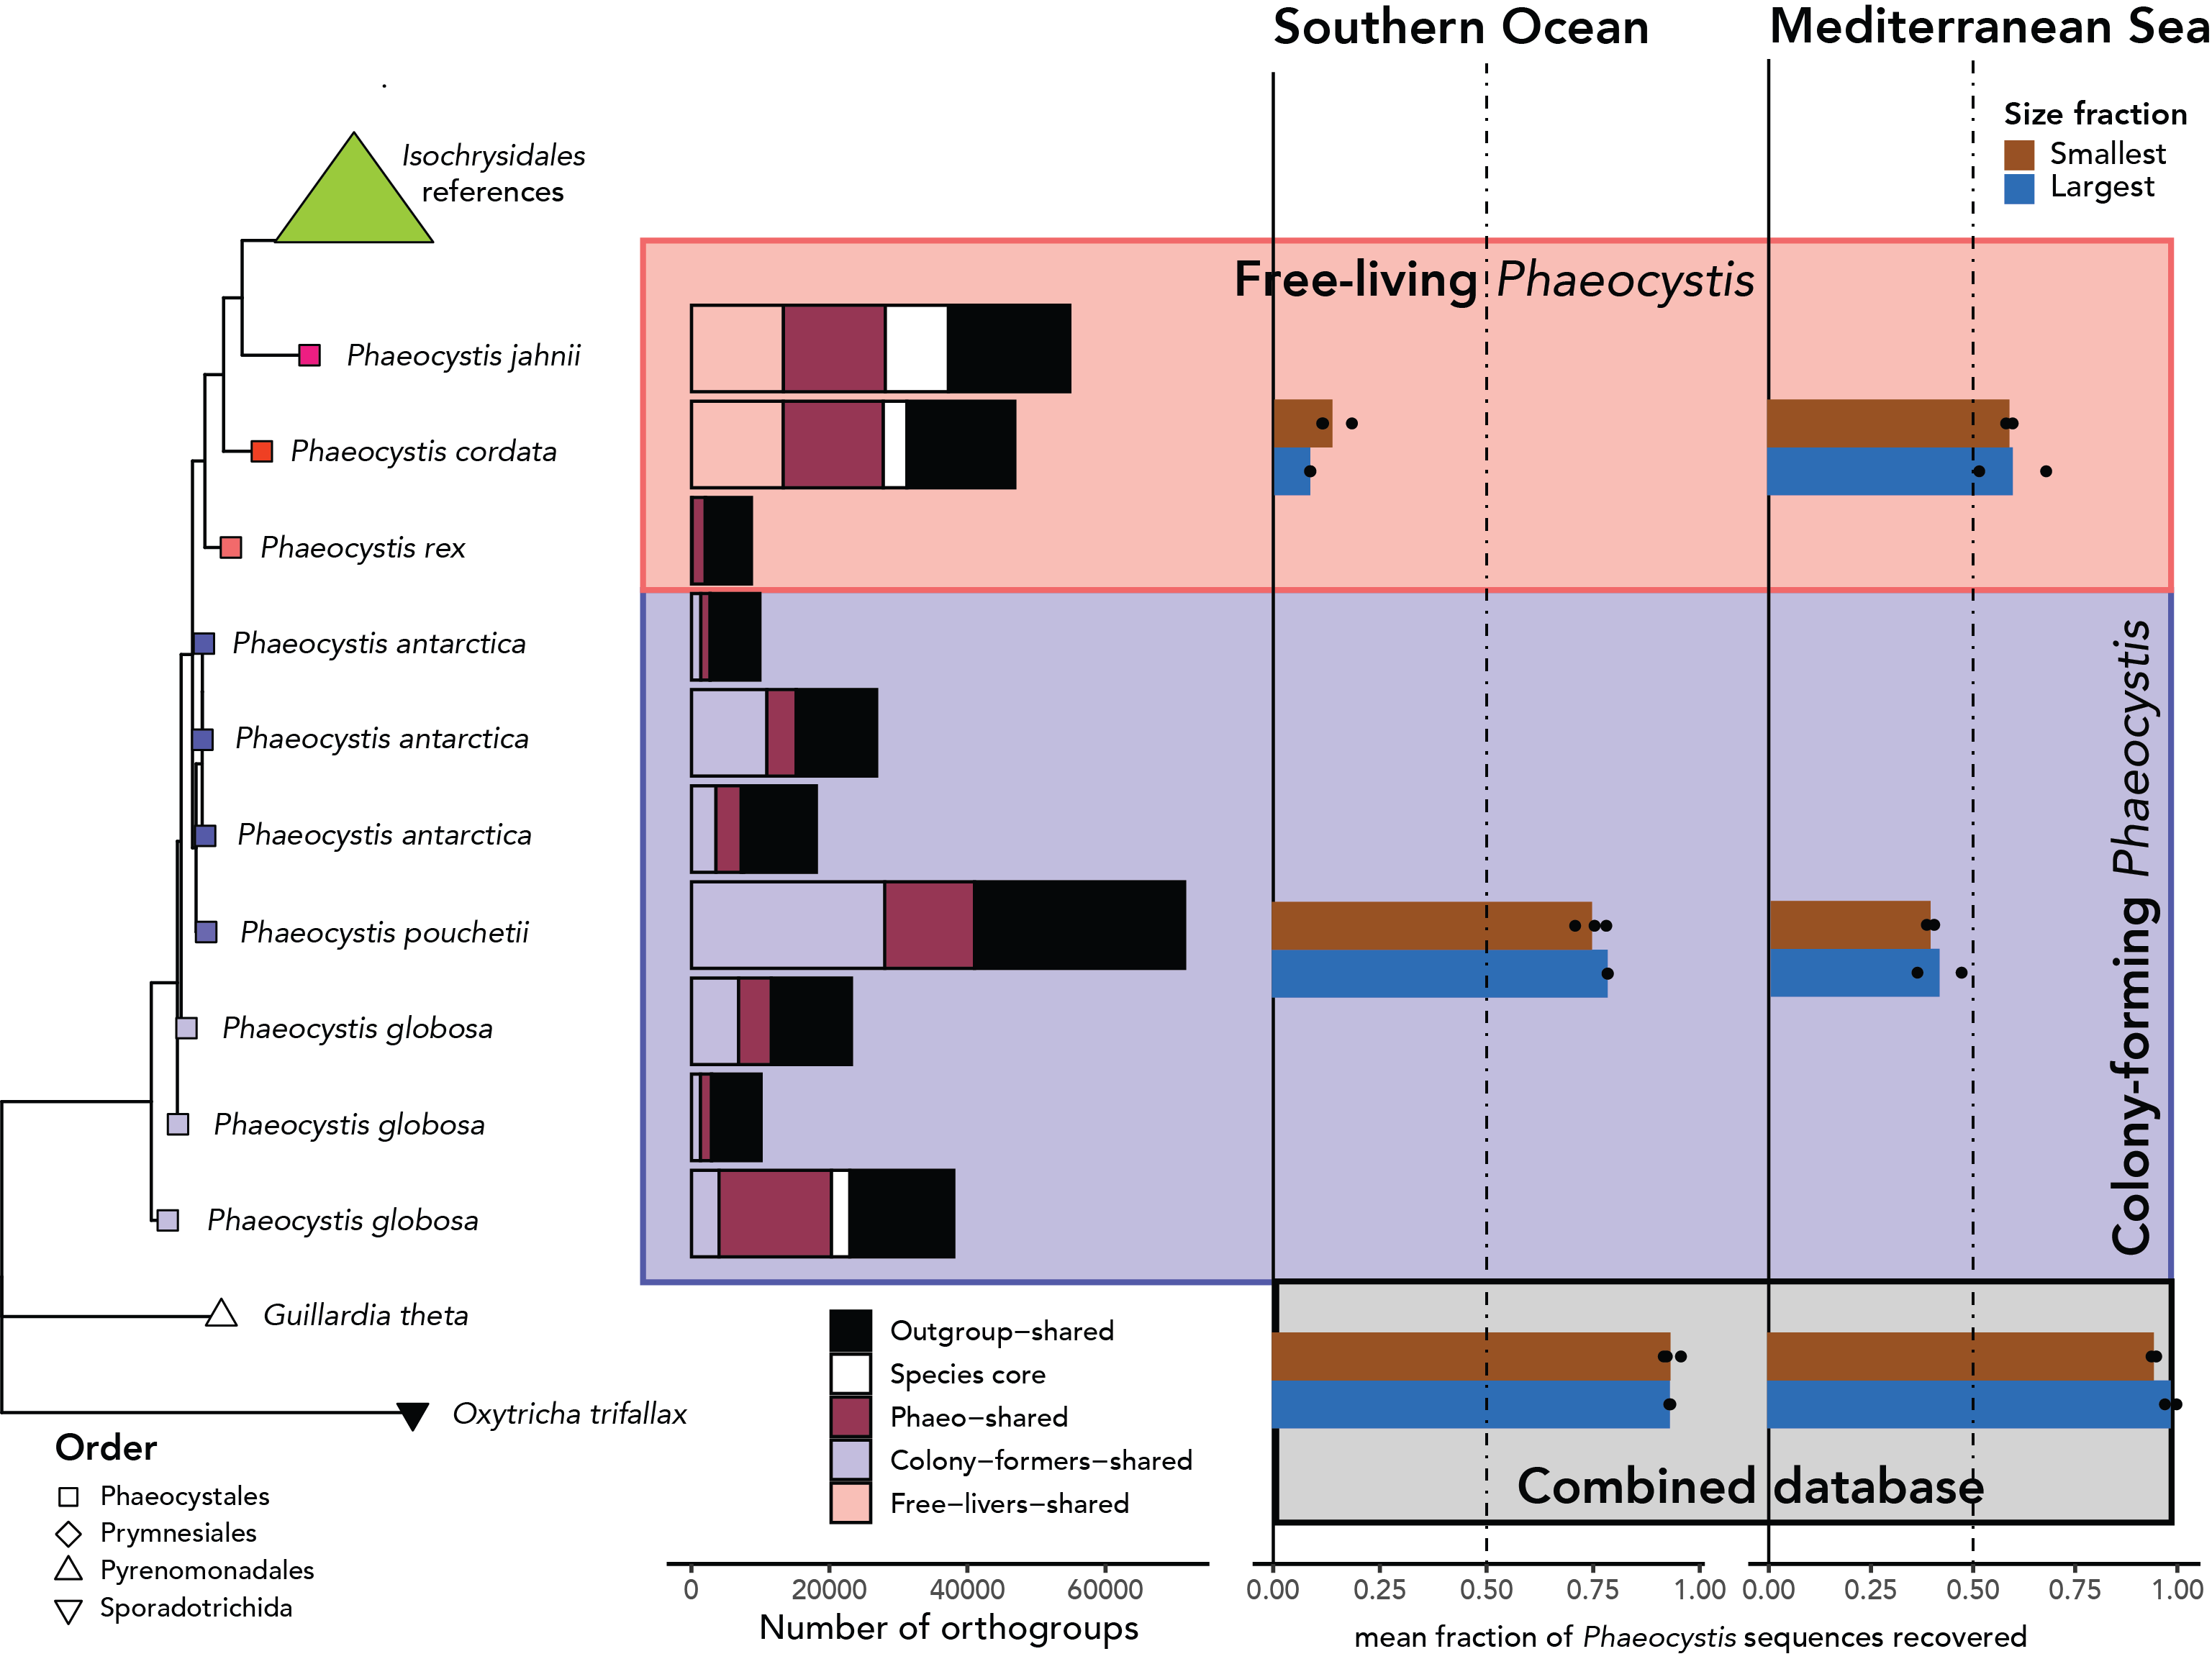 Southern Ocean
Mediterranean Sea
Size fraction
Smallest
Largest
Isochrysidales
references
Free-living Phaeocystis
Phaeocystis jahnii
Phaeocystis cordata
Phaeocystis rex
Phaeocystis antarctica
Phaeocystis antarctica
Phaeocystis antarctica
Phaeocystis pouchetii
Phaeocystis globosa
Phaeocystis globosa
Phaeocystis globosa
Colony-forming Phaeocystis
Guillardia theta
Oxytricha trifallax
Order
Phaeocystales
Prymnesiales
Pyrenomonadales
Sporadotrichida
Outgroup−shared
Species core
Phaeo−shared
Colony−formers−shared
Free−livers−shared
Combined database
0 20000 40000 60000
Number of orthogroups
0.00 0.25 0.50 0.75 1.00
0.00 0.25 0.50 0.75 1.00
mean fraction of Phaeocystis sequences recovered